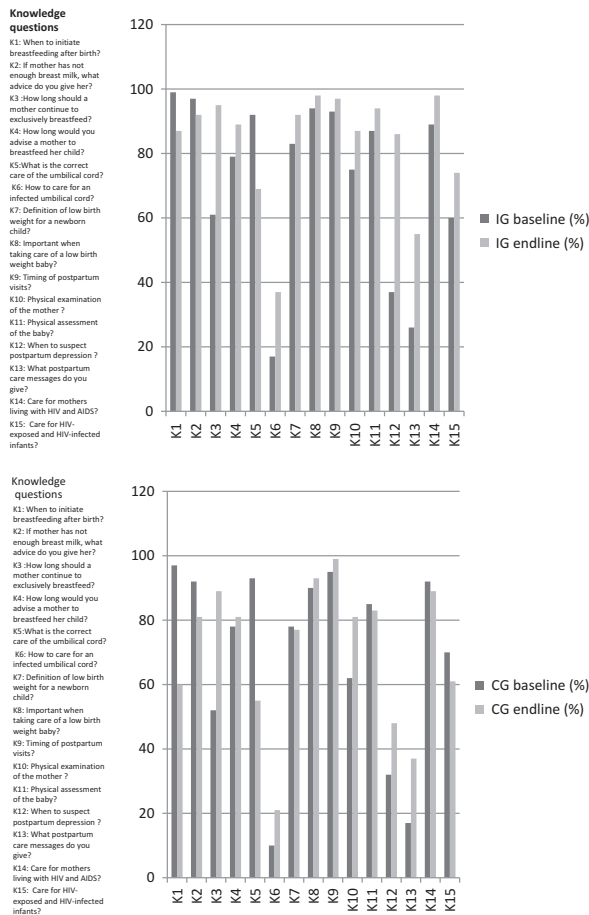 Knowledge
questions
K1: When to initiate
breastfeeding after birth?
K2: If mother has not
enough breast milk, what
advice do you give her?
K3 :How long should a
mother continue to
exclusively breastfeed?
K4: How long would you
advise a mother to
breastfeed her child?
K5:What is the correct
care of the umbilical cord?
K6: How to care for an
infected umbilical cord?
K7: Definition of low birth
weight for a newborn
child?
K8: Important when
taking care of a low birth
weight baby?
K9: Timing of postpartum
visits?
K10: Physical examination
of the mother ?
K11: Physical assessment
of the baby?
K12: When to suspect
postpartum depression ?
K13: What postpartum
care messages do you
give?
K14: Care for mothers
living with HIV and AIDS?
K15: Care for HIV-
exposed and HIV-infected
infants?
120
100
80
60
40
20
0
K1 K2 K3 K4 K5 K6 K7 K8 K9 K10 K11 K12 K13 K14 K15
IG baseline (%)
IG endline (%)
Knowledge
questions
K1: When to initiate
breastfeeding after birth?
K2: If mother has not
enough breast milk, what
advice do you give her?
K3 :How long should a
mother continue to
exclusively breastfeed?
K4: How long would you
advise a mother to
breastfeed her child?
K5:What is the correct
care of the umbilical cord?
K6: How to care for an
infected umbilical cord?
K7: Definition of low birth
weight for a newborn
child?
K8: Important when
taking care of a low birth
weight baby?
K9: Timing of postpartum
visits?
K10: Physical examination
of the mother ?
K11: Physical assessment
of the baby?
K12: When to suspect
postpartum depression ?
K13: What postpartum
care messages do you
give?
K14: Care for mothers
living with HIV and AIDS?
K15: Care for HIV-
exposed and HIV-infected
infants?
120
100
80
60
40
20
0
K1 K2 K3 K4 K5 K6 K7 K8 K9 K10 K11 K12 K13 K14 K15
CG baseline (%)
CG endline (%)